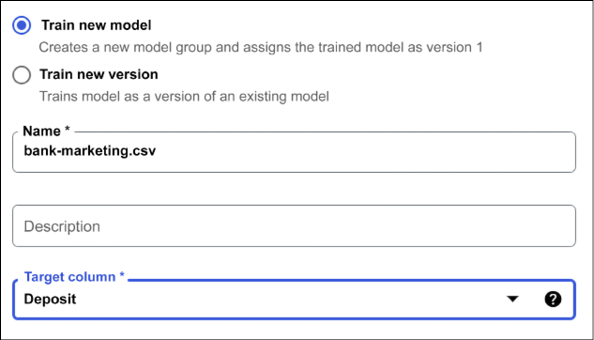 Train new model
Creates a new model group and assigns the trained model as version 1
Train new version
Trains model as a version of an existing model
Name *
bank-marketing.csv
Description
Target column *
Deposit
?